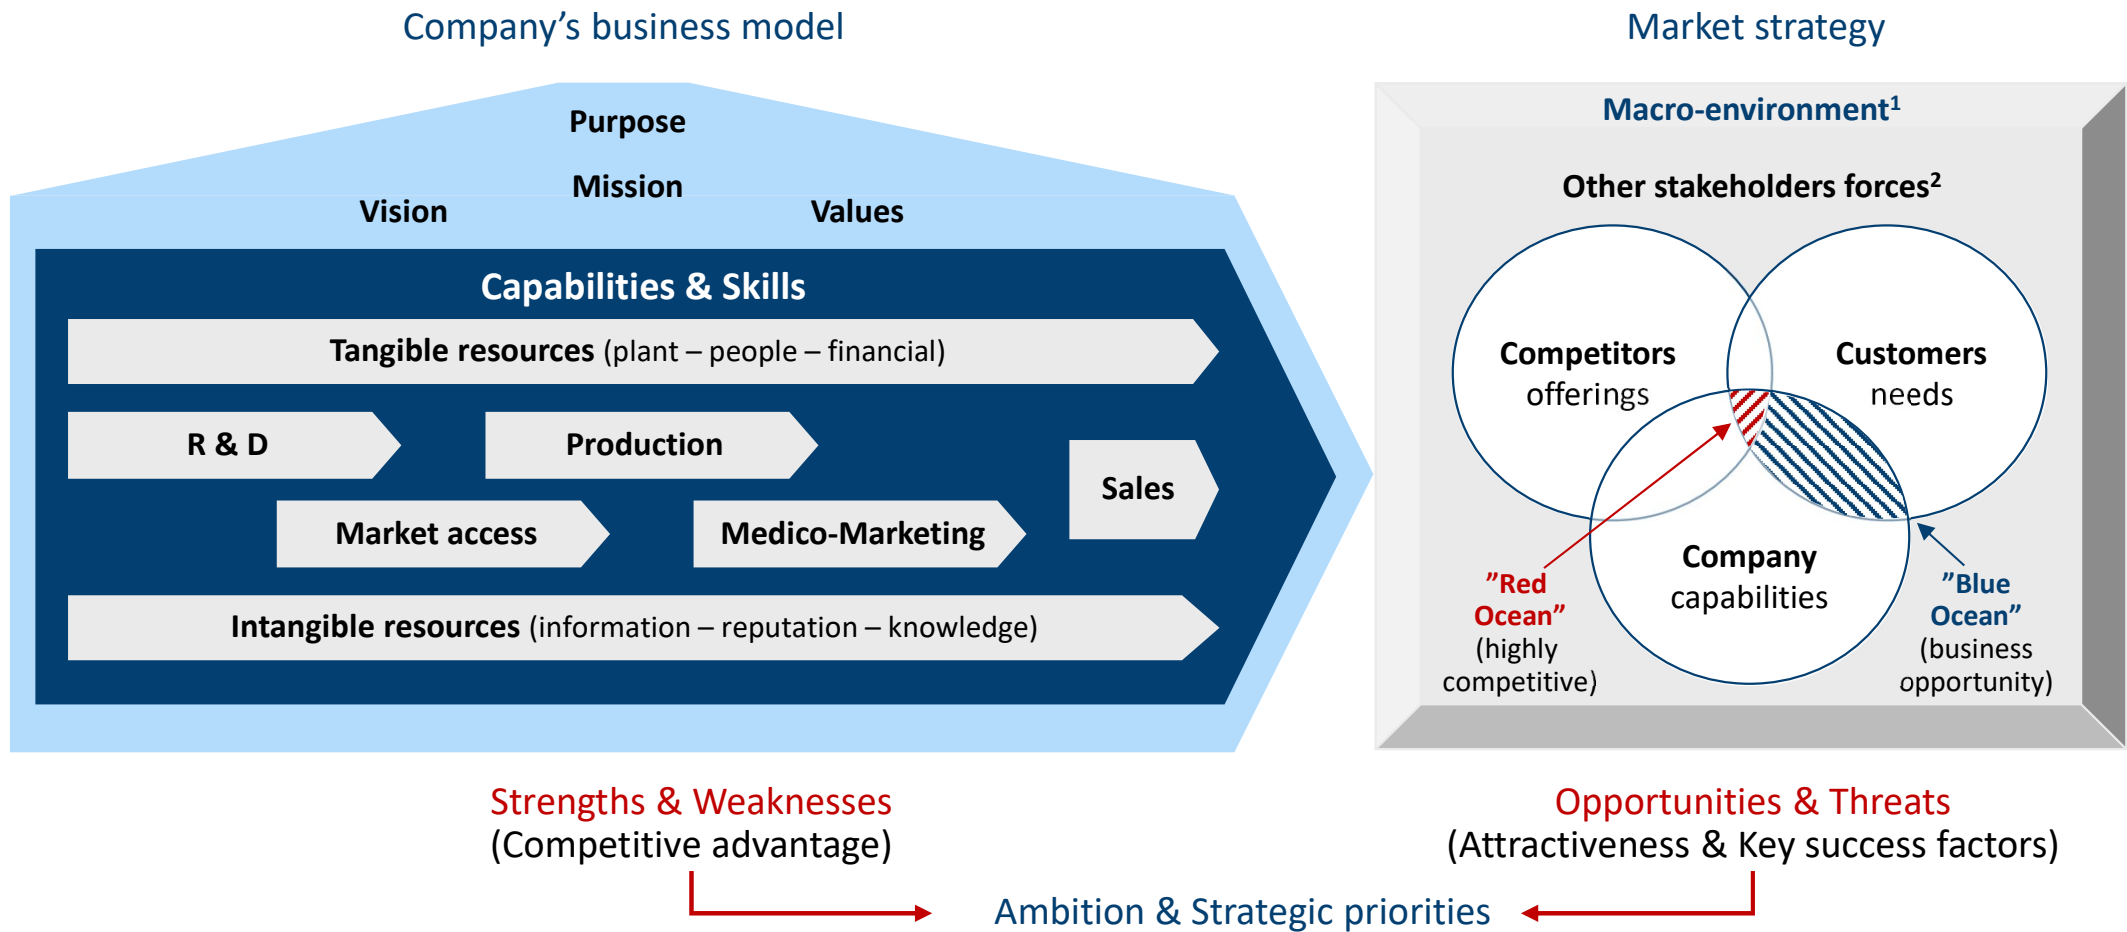 Company’s business model
Purpose
Mission
Vision
Values
Capabilities & Skills
Tangible resources (plant – people – financial)
R & D
Production
Sales
Market access
Medico-Marketing
Intangible resources (information – reputation – knowledge)
Strengths & Weaknesses
(Competitive advantage)
Market strategy
Macro-environment¹
Other stakeholders forces²
Competitors
offerings
Customers
needs
Company
capabilities
”Red
Ocean”
(highly
competitive)
”Blue
Ocean”
(business
opportunity)
Opportunities & Threats
(Attractiveness & Key success factors)
Ambition & Strategic priorities